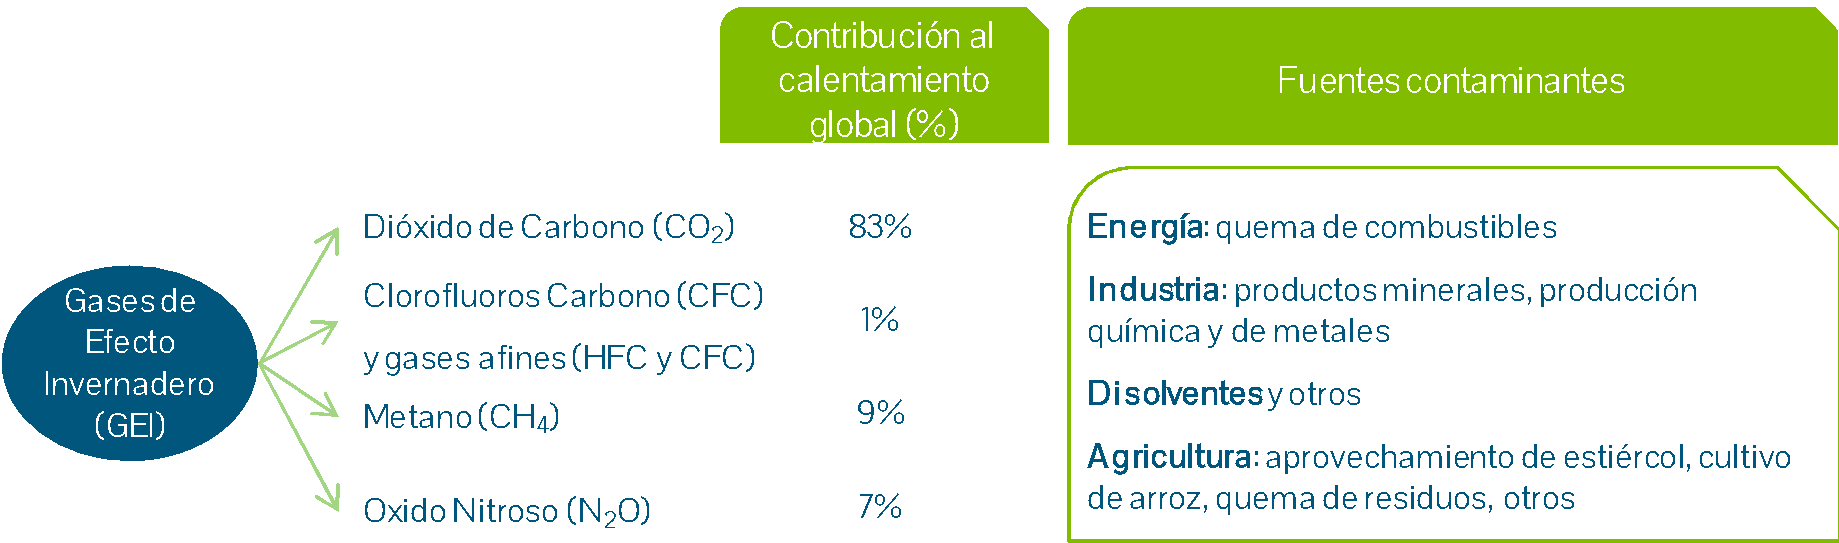 Contribución al
calentamiento
global (%)
Fuentes contaminantes
Gases de
Efecto
Invernadero
(GEI)
Dióxido de Carbono (CO₂)
83%
Clorofluoros Carbono (CFC)
y gases afines (HFC y CFC)
1%
Metano (CH₄)
9%
Oxido Nitroso (N₂O)
7%
Energía: quema de combustibles
Industria: productos minerales, producción
química y de metales
Disolventes y otros
Agricultura: aprovechamiento de estiércol, cultivo
de arroz, quema de residuos, otros